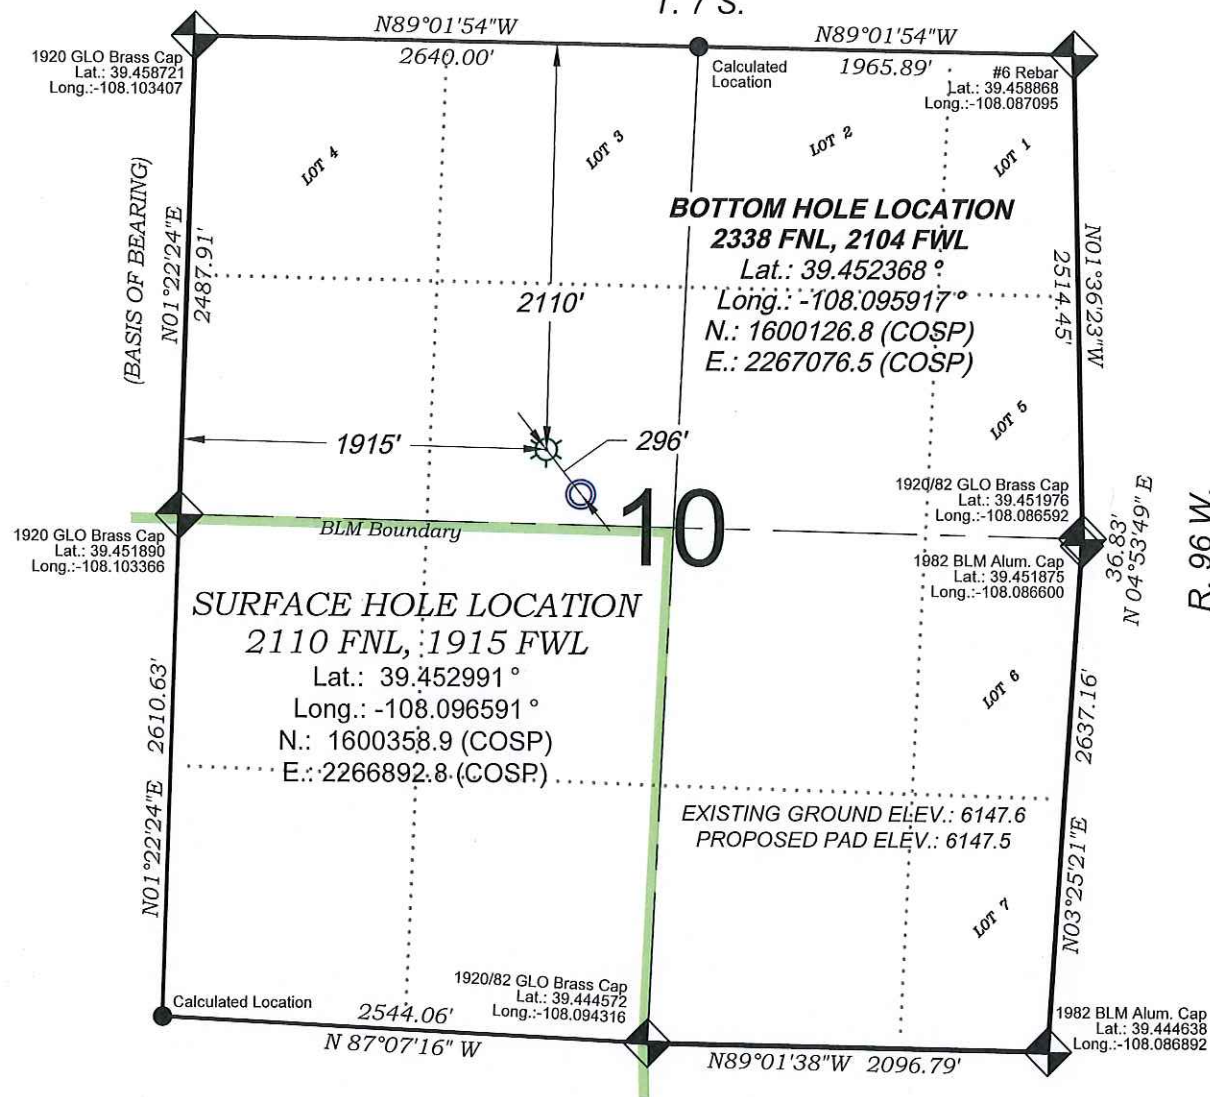 T. 7 S.
N89°01'54"W
2640.00'
N89°01'54"W
1965.89'
1920 GLO Brass Cap
Lat.: 39.458721
Long.:-108.103407
Calculated
Location
#6 Rebar
Lat.: 39.458868
Long.:-108.087095
LOT 4
LOT 3
LOT 2
LOT 1
(BASIS OF BEARING)
N01°22'24"E
2487.91'
BOTTOM HOLE LOCATION
2338 FNL, 2104 FWL
Lat.: 39.452368 °
Long.: -108.095917 °
N.: 1600126.8 (COSP)
E.: 2267076.5 (COSP)
N01°36'23"W
2514.45'
2110'
LOT 5
1915'
296'
10
1920/82 GLO Brass Cap
Lat.: 39.451976
Long.:-108.086592
36.83'
N 04°53'49" E
R. 96 W.
BLM Boundary
1920 GLO Brass Cap
Lat.: 39.451890
Long.:-108.103366
1982 BLM Alum. Cap
Lat.: 39.451875
Long.:-108.086600
SURFACE HOLE LOCATION
2110 FNL, 1915 FWL
Lat.: 39.452991 °
Long.: -108.096591 °
N.: 1600358.9 (COSP)
E.: 2266892.8 (COSP)
N01°22'24"E 2610.63'
LOT 6
2637.16'
N03°25'21"E
EXISTING GROUND ELEV.: 6147.6
PROPOSED PAD ELEV.: 6147.5
LOT 7
Calculated Location
2544.06'
N 87°07'16" W
1920/82 GLO Brass Cap
Lat.: 39.444572
Long.:-108.094316
N89°01'38"W 2096.79'
1982 BLM Alum. Cap
Lat.: 39.444638
Long.:-108.086892